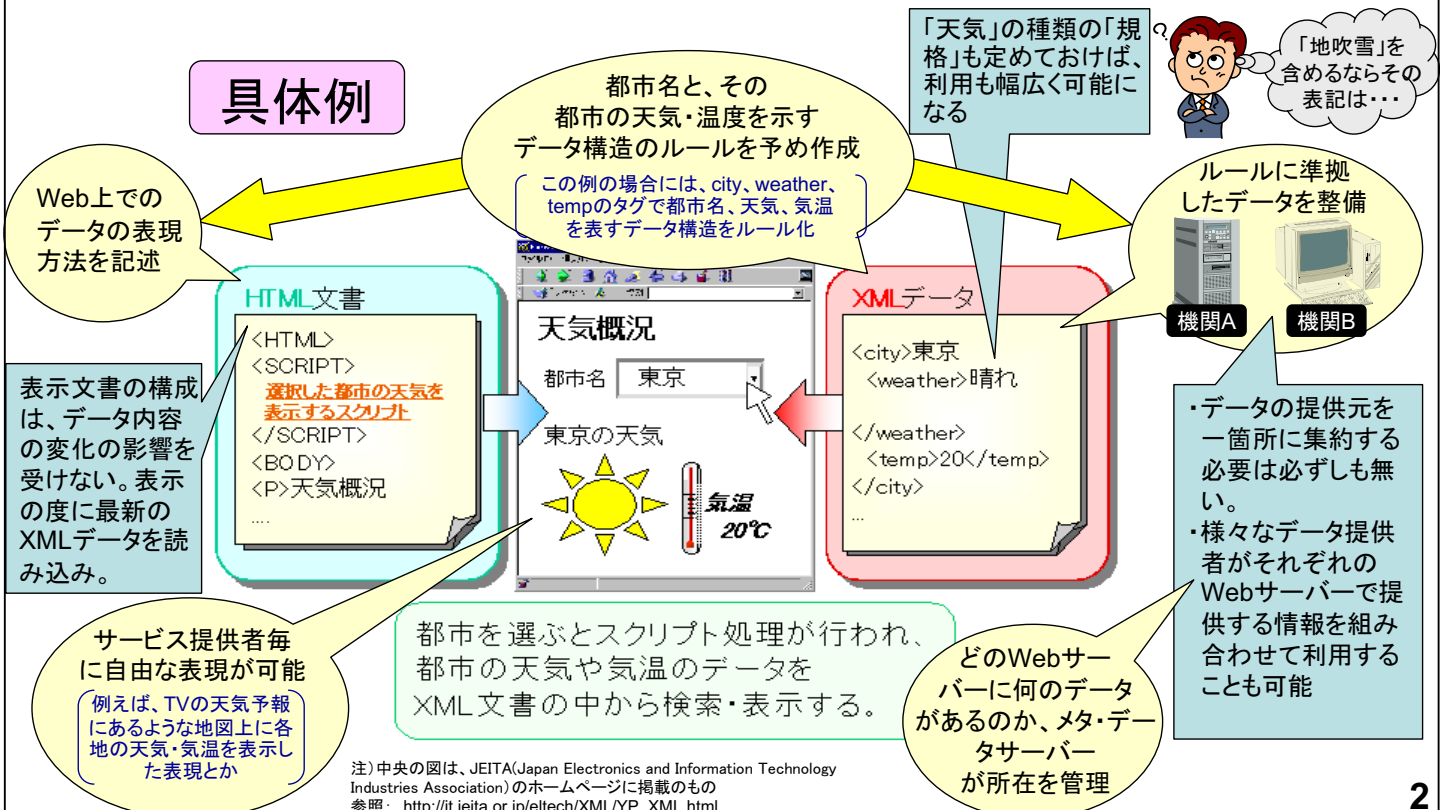 具体例
「天気」の種類の「規
格」も定めておけば、
利用も幅広く可能に
なる
?
「地吹雪」を
含めるならその
表記は・・・
都市名と、その
都市の天気・温度を示す
データ構造のルールを予め作成
この例の場合には、city、weather、
tempのタグで都市名、天気、気温
を表すデータ構造をルール化
Web上での
データの表現
方法を記述
ルールに準拠
したデータを整備
機関A
機関B
HTML文書
<HTML>
<SCRIPT>
選択した都市の天気を
表示するスクリプト
</SCRIPT>
<BODY>
<P>天気概況
....
天気概況
都市名
東京
東京の天気
気温
20℃
XMLデータ
<city>東京
<weather>晴れ
</weather>
<temp>20</temp>
</city>
...
表示文書の構成
は、データ内容
の変化の影響を
受けない。表示
の度に最新の
XMLデータを読
み込み。
・データの提供元を
一箇所に集約する
必要は必ずしも無
い。
・様々なデータ提供
者がそれぞれの
Webサーバーで提
供する情報を組み
合わせて利用する
ことも可能
サービス提供者毎
に自由な表現が可能
例えば、TVの天気予報
にあるような地図上に各
地の天気・気温を表示し
た表現とか
都市を選ぶとスクリプト処理が行われ、
都市の天気や気温のデータを
XML文書の中から検索・表示する。
どのWebサー
バーに何のデータ
があるのか、メタ・デー
タサーバー
が所在を管理
注）中央の図は、JEITA(Japan Electronics and Information Technology
Industries Association)のホームページに掲載のもの
参照： http://it.jeita.or.jp/eltech/XML/YP_XML.html
2